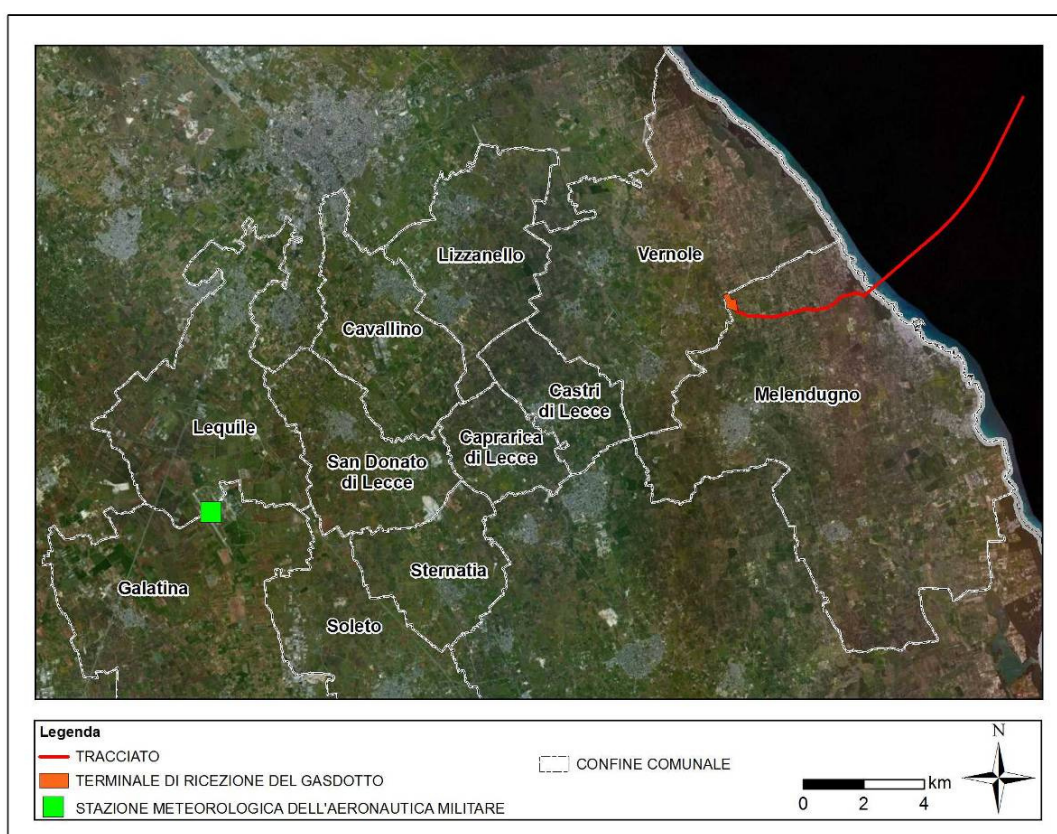 Lizzanello
Vernole
Cavallino
Castri
di Lecce
Melendugno
Lequile
Caprarica
di Lecce
San Donato
di Lecce
Sternatia
Galatina
Soleto
Legenda
TRACCIATO
TERMINALE DI RICEZIONE DEL GASDOTTO
STAZIONE METEOROLOGICA DELL'AERONAUTICA MILITARE
CONFINE COMUNALE
km
0 2 4
N